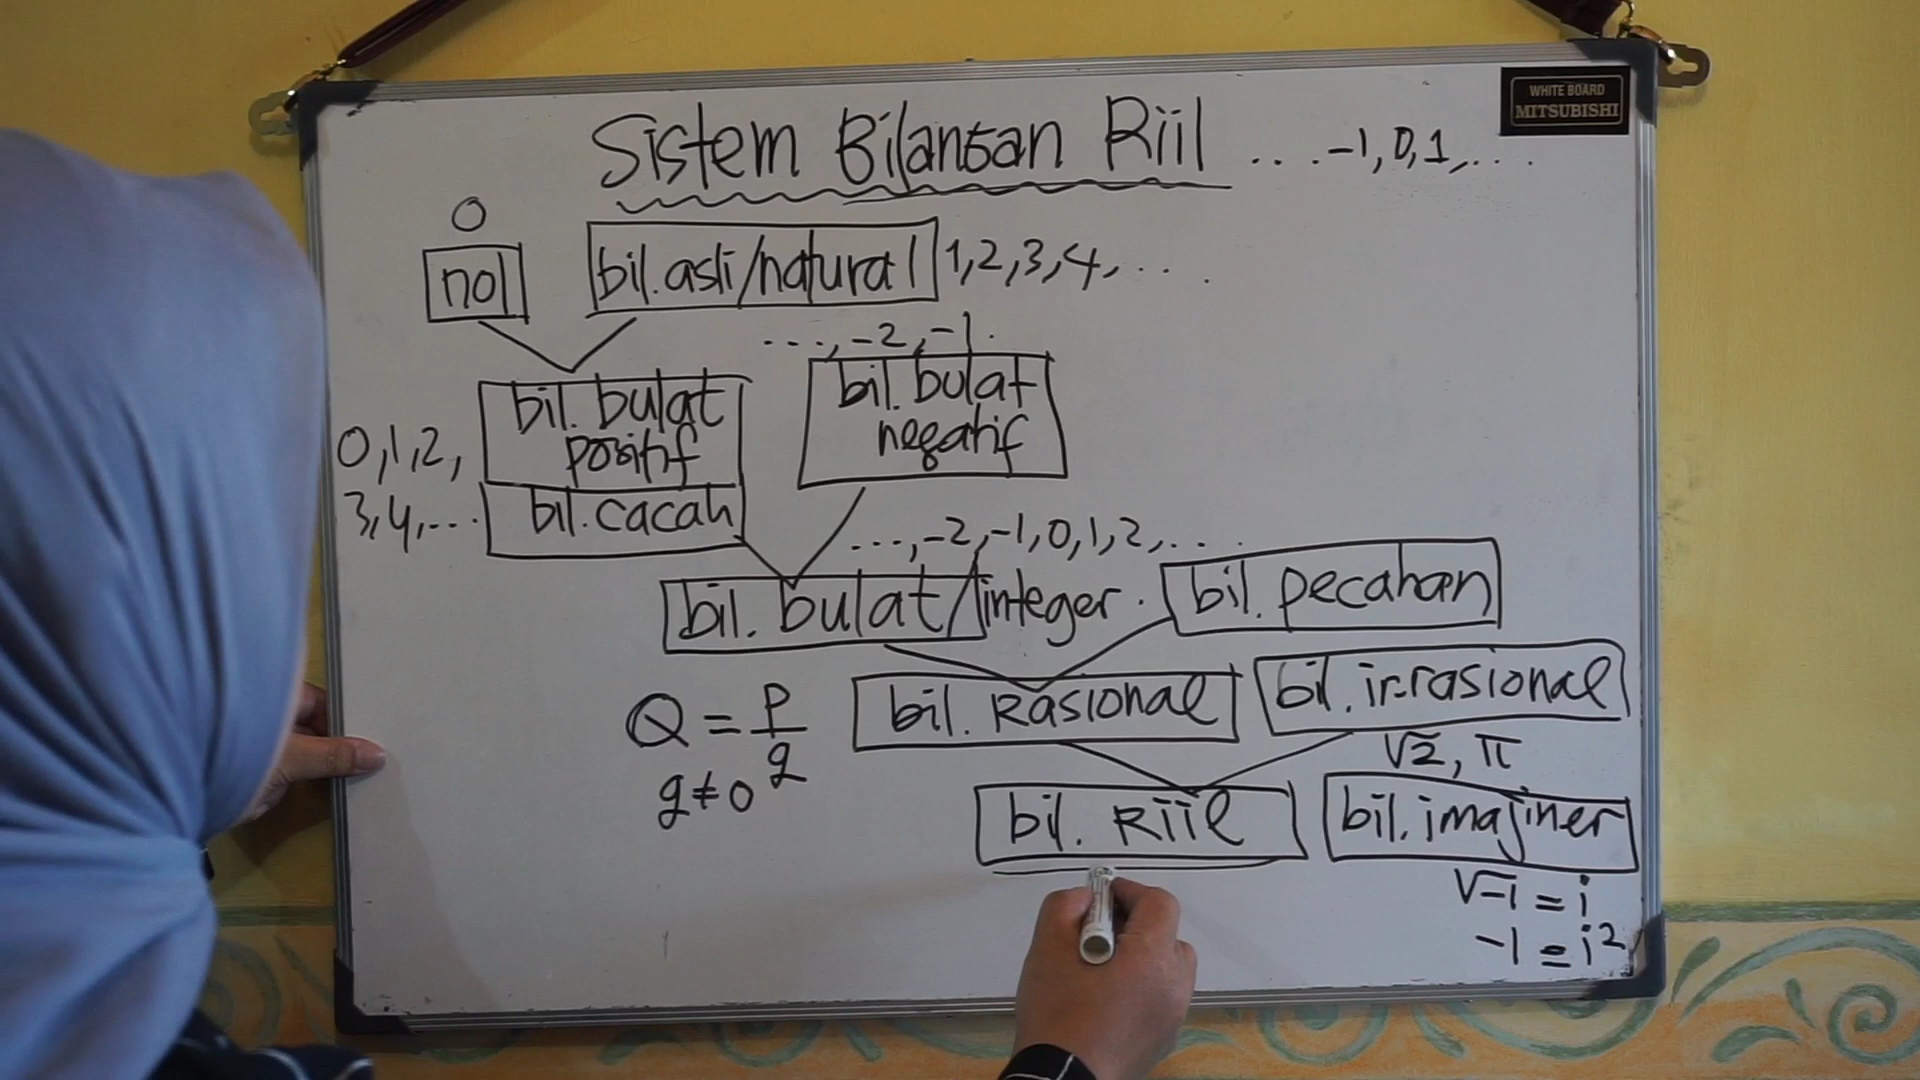 WHITE BOARD
MITSUBISHI
Sistem Bilangan Riil ....-1,0,1,...
0
nol
bil.asli/natural 1,2,3,4,...
...,-2,-1.
bil. bulat positif
bil. bulat negatif
0,1,2,
3,4,...
bil.cacah
...,-2,-1,0,1,2,...
bil. bulat/integer.
bil. pecahan
Q = p/q
q≠0
bil. Rasional
bil. irrasional
√2, π
bil. Riil
bil. imajiner
√-1 = i
-1 = i²